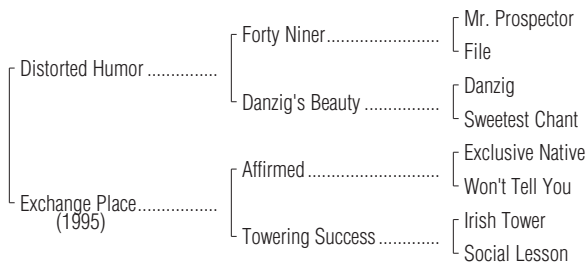 Mr. Prospector
Forty Niner........................
File
Distorted Humor ...............
Danzig
Danzig's Beauty ................
Sweetest Chant
Exclusive Native
Affirmed............................
Won't Tell You
Exchange Place.................
(1995)
Irish Tower
Towering Success .............
Social Lesson